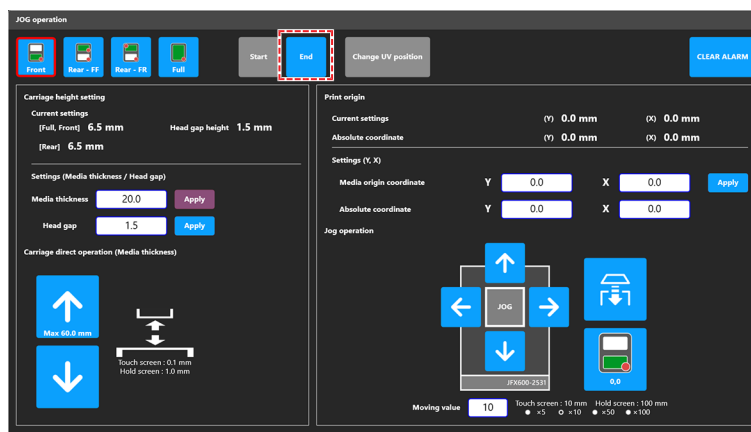 JOG operation
Front
Rear - FF
Rear - FR
Full
Start
End
Change UV position
CLEAR ALARM
Carriage height setting
Current settings
[Full, Front] 6.5 mm Head gap height 1.5 mm
[Rear] 6.5 mm
Settings (Media thickness / Head gap)
Media thickness 20.0 Apply
Head gap 1.5 Apply
Carriage direct operation (Media thickness)
Max 60.0 mm
Touch screen : 0.1 mm
Hold screen : 1.0 mm
Print origin
Current settings (Y) 0.0 mm (X) 0.0 mm
Absolute coordinate (Y) 0.0 mm (X) 0.0 mm
Settings (Y, X)
Media origin coordinate Y 0.0 X 0.0 Apply
Absolute coordinate Y 0.0 X 0.0
Jog operation
JOG
JFX600-2531
0,0
Moving value 10 Touch screen : 10 mm Hold screen : 100 mm
×5 ×10 ×50 ×100